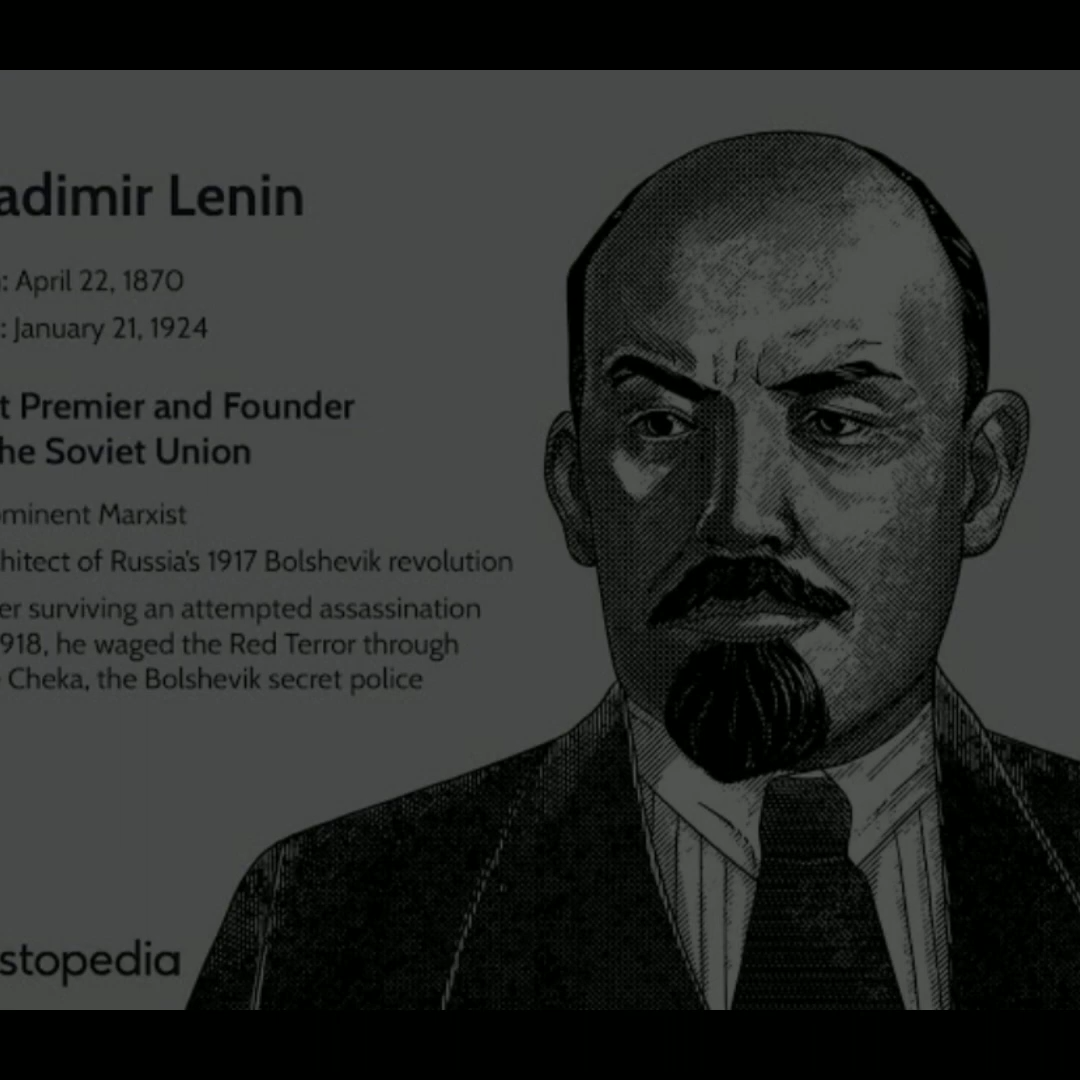 adimir Lenin
: April 22, 1870
: January 21, 1924
t Premier and Founder
he Soviet Union
minent Marxist
hitect of Russia's 1917 Bolshevik revolution
er surviving an attempted assassination
918, he waged the Red Terror through
Cheka, the Bolshevik secret police
stopedia